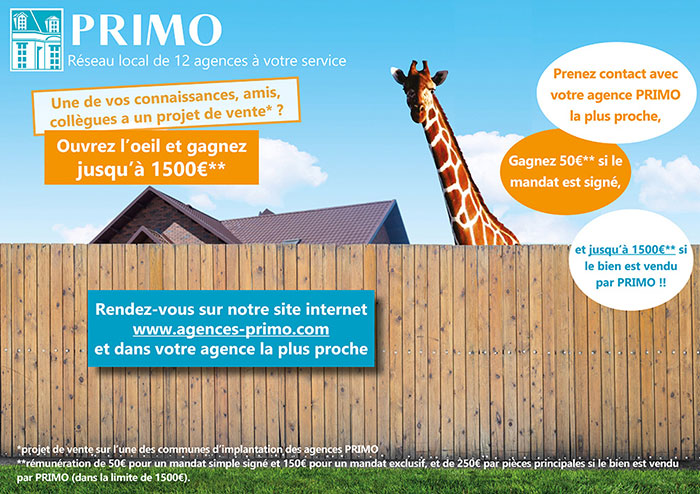 PRIMO
Réseau local de 12 agences à votre service
Une de vos connaissances, amis,
collègues a un projet de vente* ?
Ouvrez l'oeil et gagnez
jusqu'à 1500€**
Prenez contact avec
votre agence PRIMO
la plus proche,
Gagnez 50€** si le
mandat est signé,
et jusqu'à 1500€** si
le bien est vendu
par PRIMO !!
Rendez-vous sur notre site internet
www.agences-primo.com
et dans votre agence la plus proche
*projet de vente sur l'une des communes d'implantation des agences PRIMO
**rémunération de 50€ pour un mandat simple signé et 150€ pour un mandat exclusif, et de 250€ par pièces principales si le bien est vendu
par PRIMO (dans la limite de 1500€).